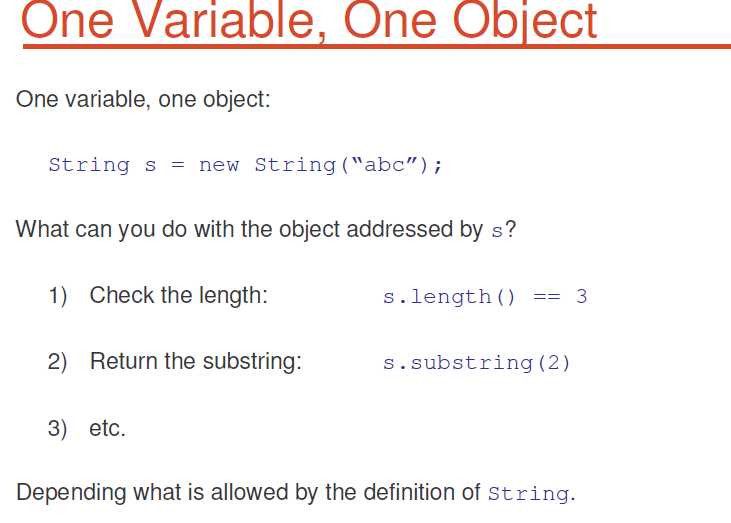 One Variable, One Object
One variable, one object:
String s = new String(“abc”);
What can you do with the object addressed by s?
1) Check the length: s.length() == 3
2) Return the substring: s.substring(2)
3) etc.
Depending what is allowed by the definition of String.